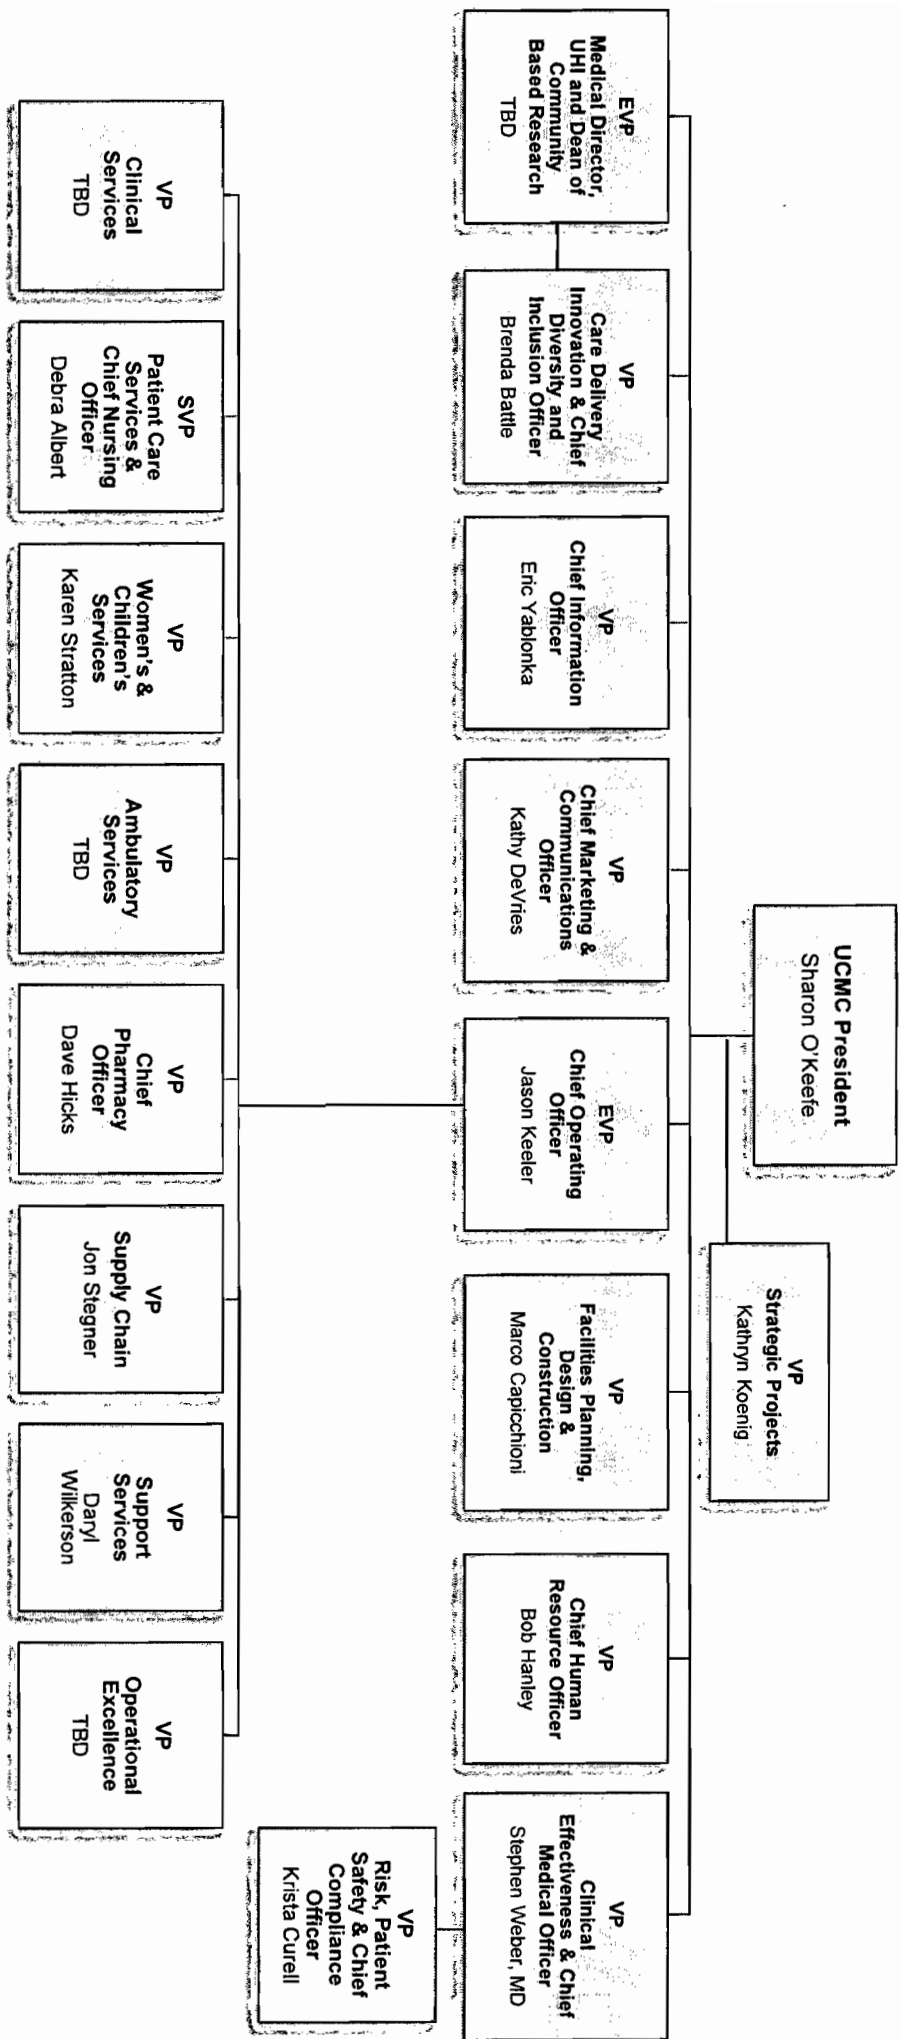 UCMC President
Sharon O'Keefe
VP
Strategic Projects
Kathryn Koenig
EVP
Medical Director,
UHI and Dean of
Community
Based Research
TBD
VP
Care Delivery
Innovation & Chief
Diversity and
Inclusion Officer
Brenda Battle
VP
Chief Information
Officer
Eric Yablonka
VP
Chief Marketing &
Communications
Officer
Kathy DeVries
EVP
Chief Operating
Officer
Jason Keeler
VP
Facilities Planning,
Design &
Construction
Marco Capicchioni
VP
Chief Human
Resource Officer
Bob Hanley
VP
Clinical
Effectiveness & Chief
Medical Officer
Stephen Weber, MD
VP
Risk, Patient
Safety & Chief
Compliance
Officer
Krista Curell
VP
Clinical
Services
TBD
SVP
Patient Care
Services &
Chief Nursing
Officer
Debra Albert
VP
Women's &
Children's
Services
Karen Stratton
VP
Ambulatory
Services
TBD
VP
Chief
Pharmacy
Officer
Dave Hicks
VP
Supply Chain
Jon Stegner
VP
Support
Services
Daryl
Wilkerson
VP
Operational
Excellence
TBD